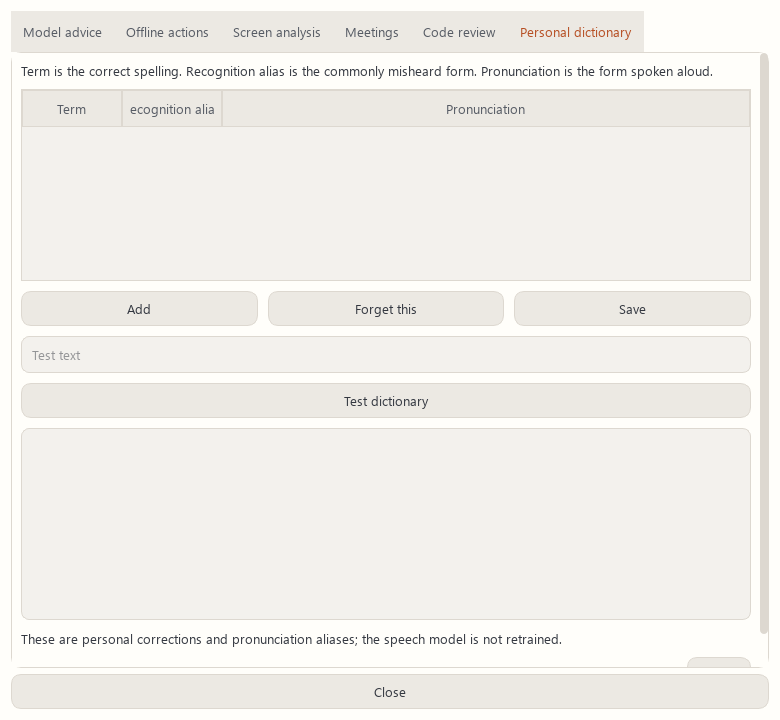 Model advice Offline actions Screen analysis Meetings Code review Personal dictionary
Term is the correct spelling. Recognition alias is the commonly misheard form. Pronunciation is the form spoken aloud.
Term ecognition alia Pronunciation
Add Forget this Save
Test text
Test dictionary
These are personal corrections and pronunciation aliases; the speech model is not retrained.
Close